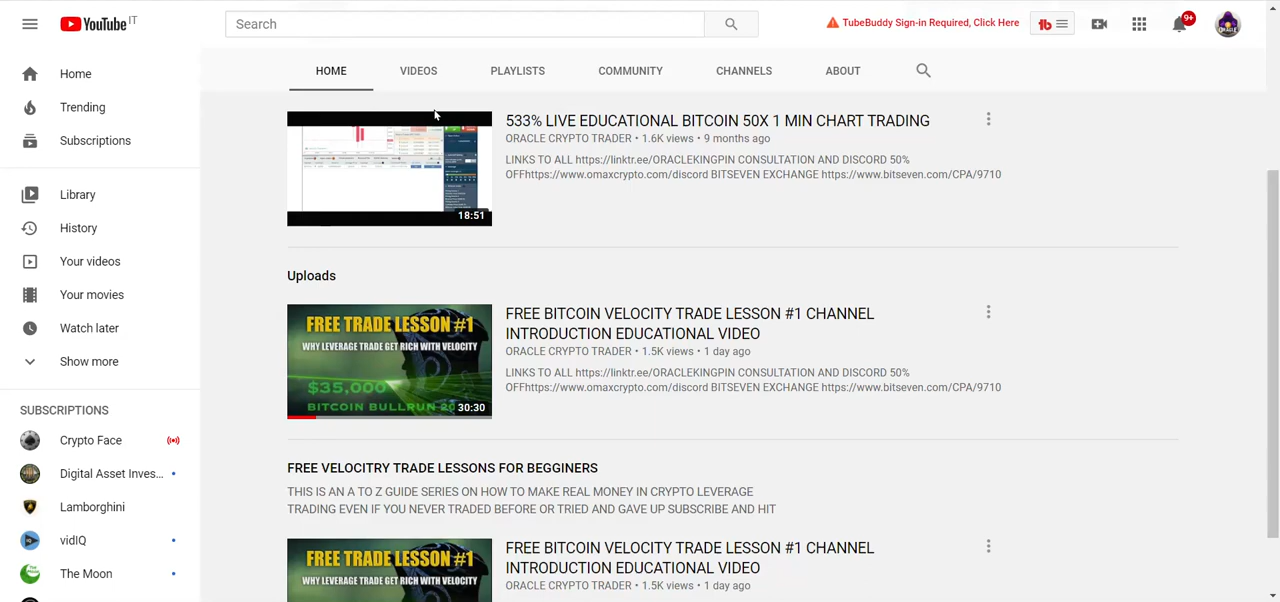 YouTube IT
Search
TubeBuddy Sign-in Required, Click Here
tb
9+
Home
Trending
Subscriptions
Library
History
Your videos
Your movies
Watch later
Show more
SUBSCRIPTIONS
Crypto Face
Digital Asset Inves...
Lamborghini
vidIQ
The Moon
HOME VIDEOS PLAYLISTS COMMUNITY CHANNELS ABOUT
18:51
533% LIVE EDUCATIONAL BITCOIN 50X 1 MIN CHART TRADING
ORACLE CRYPTO TRADER • 1.6K views • 9 months ago
LINKS TO ALL https://linktr.ee/ORACLEKINGPIN CONSULTATION AND DISCORD 50%
OFFhttps://www.omaxcrypto.com/discord BITSEVEN EXCHANGE https://www.bitseven.com/CPA/9710
Uploads
FREE TRADE LESSON #1
WHY LEVERAGE TRADE GET RICH WITH VELOCITY
$35,000
BITCOIN BULLRUN 20
30:30
FREE BITCOIN VELOCITY TRADE LESSON #1 CHANNEL
INTRODUCTION EDUCATIONAL VIDEO
ORACLE CRYPTO TRADER • 1.5K views • 1 day ago
LINKS TO ALL https://linktr.ee/ORACLEKINGPIN CONSULTATION AND DISCORD 50%
OFFhttps://www.omaxcrypto.com/discord BITSEVEN EXCHANGE https://www.bitseven.com/CPA/9710
FREE VELOCITRY TRADE LESSONS FOR BEGGINERS
THIS IS AN A TO Z GUIDE SERIES ON HOW TO MAKE REAL MONEY IN CRYPTO LEVERAGE
TRADING EVEN IF YOU NEVER TRADED BEFORE OR TRIED AND GAVE UP SUBSCRIBE AND HIT
FREE TRADE LESSON #1
WHY LEVERAGE TRADE GET RICH WITH VELOCITY
FREE BITCOIN VELOCITY TRADE LESSON #1 CHANNEL
INTRODUCTION EDUCATIONAL VIDEO
ORACLE CRYPTO TRADER • 1.5K views • 1 day ago